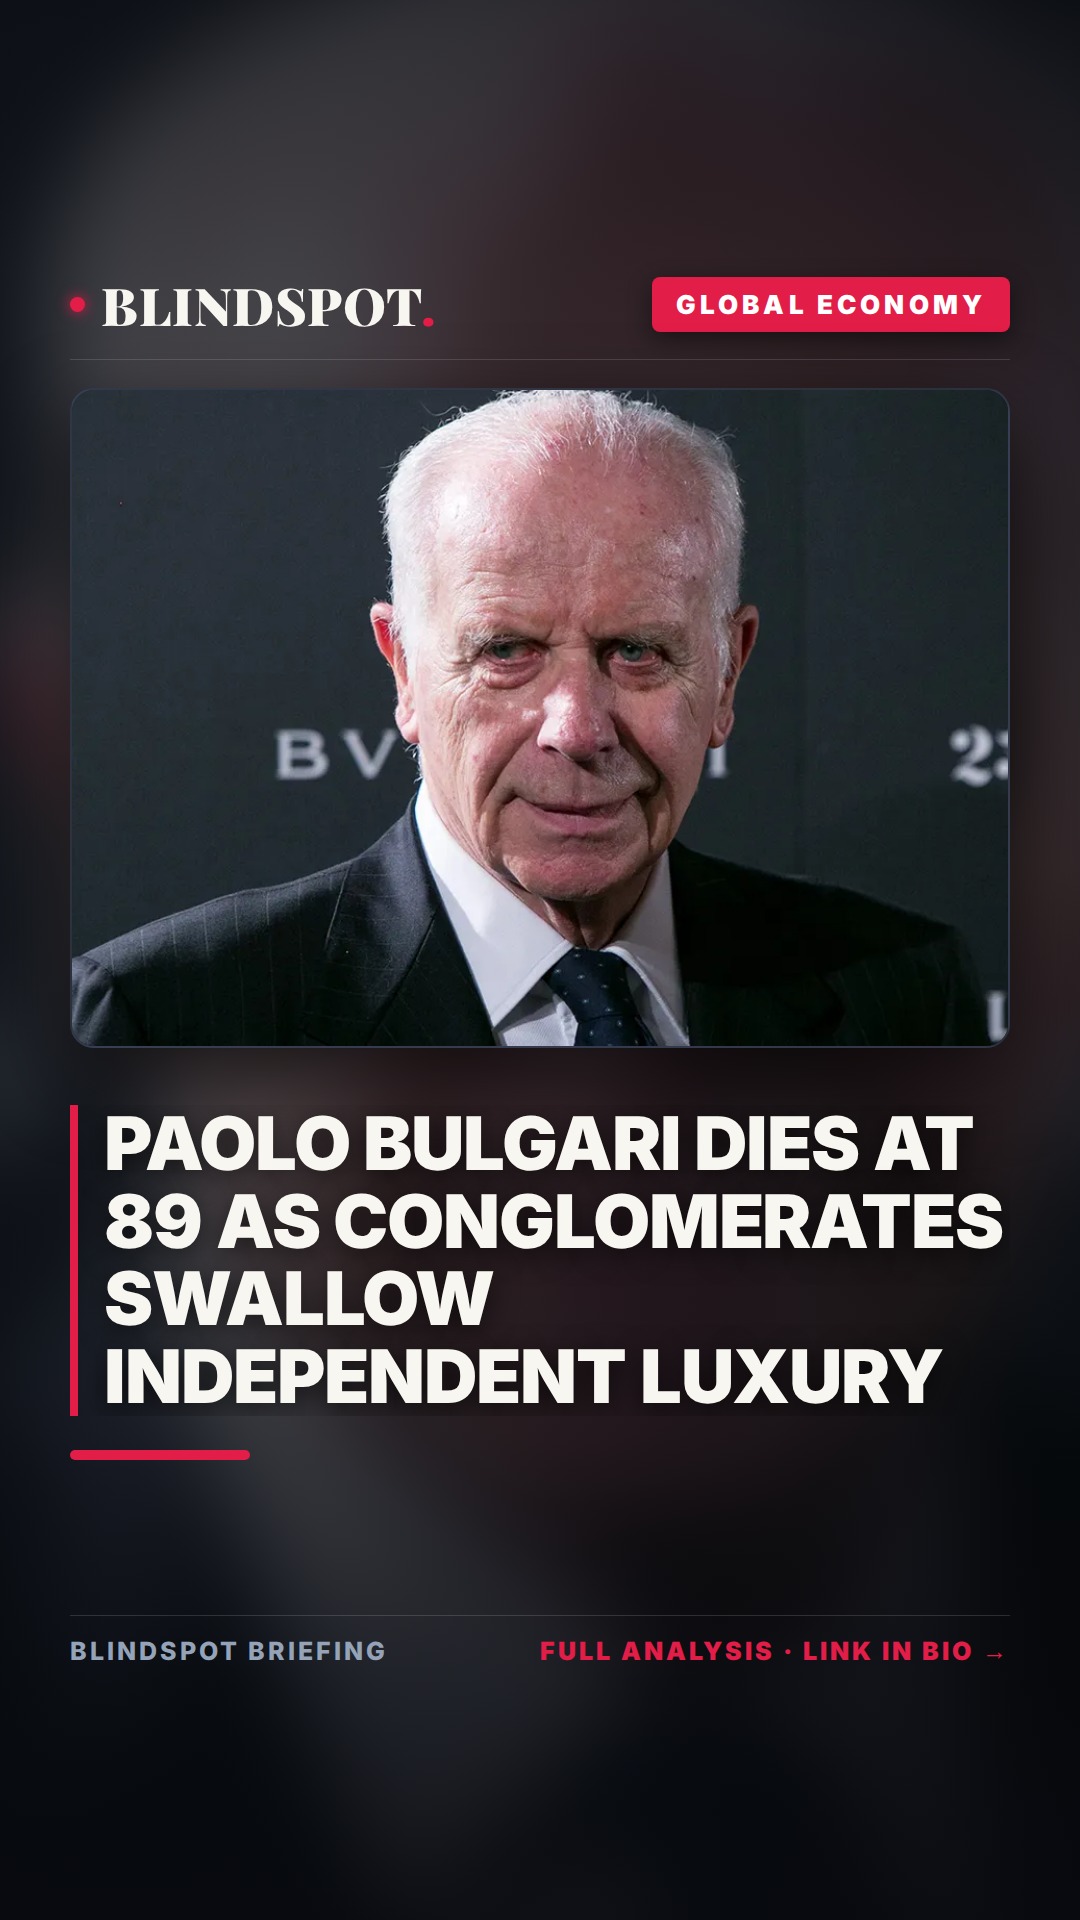 BLINDSPOT.
GLOBAL ECONOMY
BV I
PAOLO BULGARI DIES AT
89 AS CONGLOMERATES
SWALLOW
INDEPENDENT LUXURY
BLINDSPOT BRIEFING
FULL ANALYSIS · LINK IN BIO →